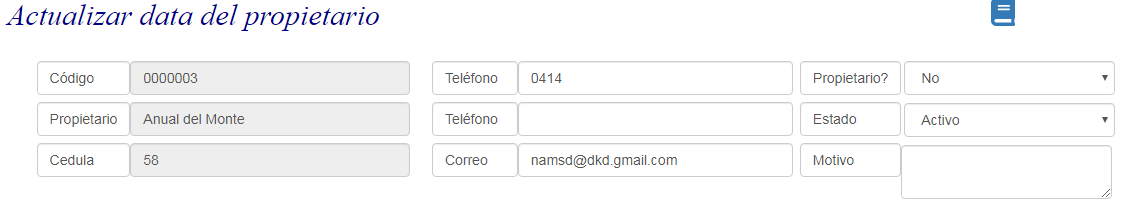 Actualizar data del propietario
Código 0000003 Teléfono 0414 Propietario? No
Propietario Anual del Monte Teléfono Estado Activo
Cedula 58 Correo namsd@dkd.gmail.com Motivo